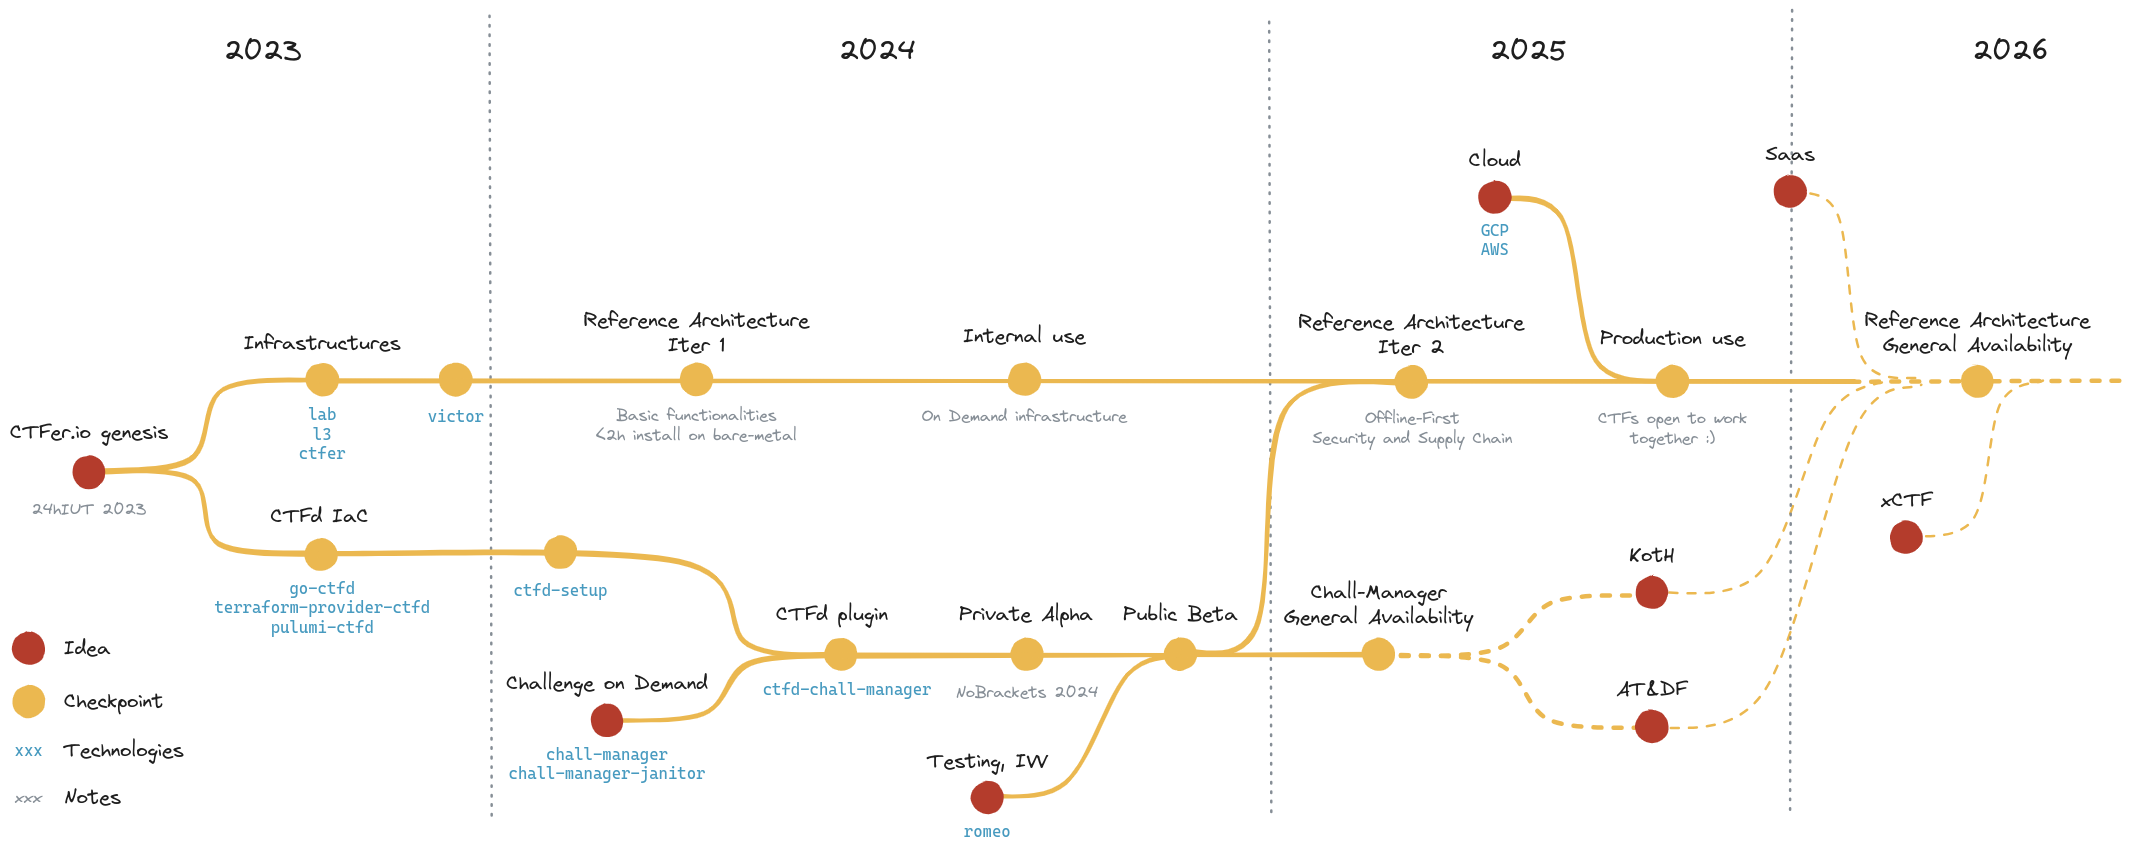 2023
2024
2025
2026
Cloud
GCP
AWS
Saas
Infrastructures
lab
l3
ctfer
victor
Reference Architecture
Iter 1
Basic functionalities
<2h install on bare-metal
Internal use
On Demand infrastructure
Reference Architecture
Iter 2
Offline-First
Security and Supply Chain
Production use
CTFs open to work
together :)
Reference Architecture
General Availability
CTFer.io genesis
24hIUT 2023
CTFd IaC
go-ctfd
terraform-provider-ctfd
pulumi-ctfd
ctfd-setup
xCTF
KotH
CTFd plugin
ctfd-chall-manager
Private Alpha
NoBrackets 2024
Public Beta
Chall-Manager
General Availability
Challenge on Demand
chall-manager
chall-manager-janitor
AT&DF
Testing, IVV
romeo
Idea
Checkpoint
xxx Technologies
xxx Notes